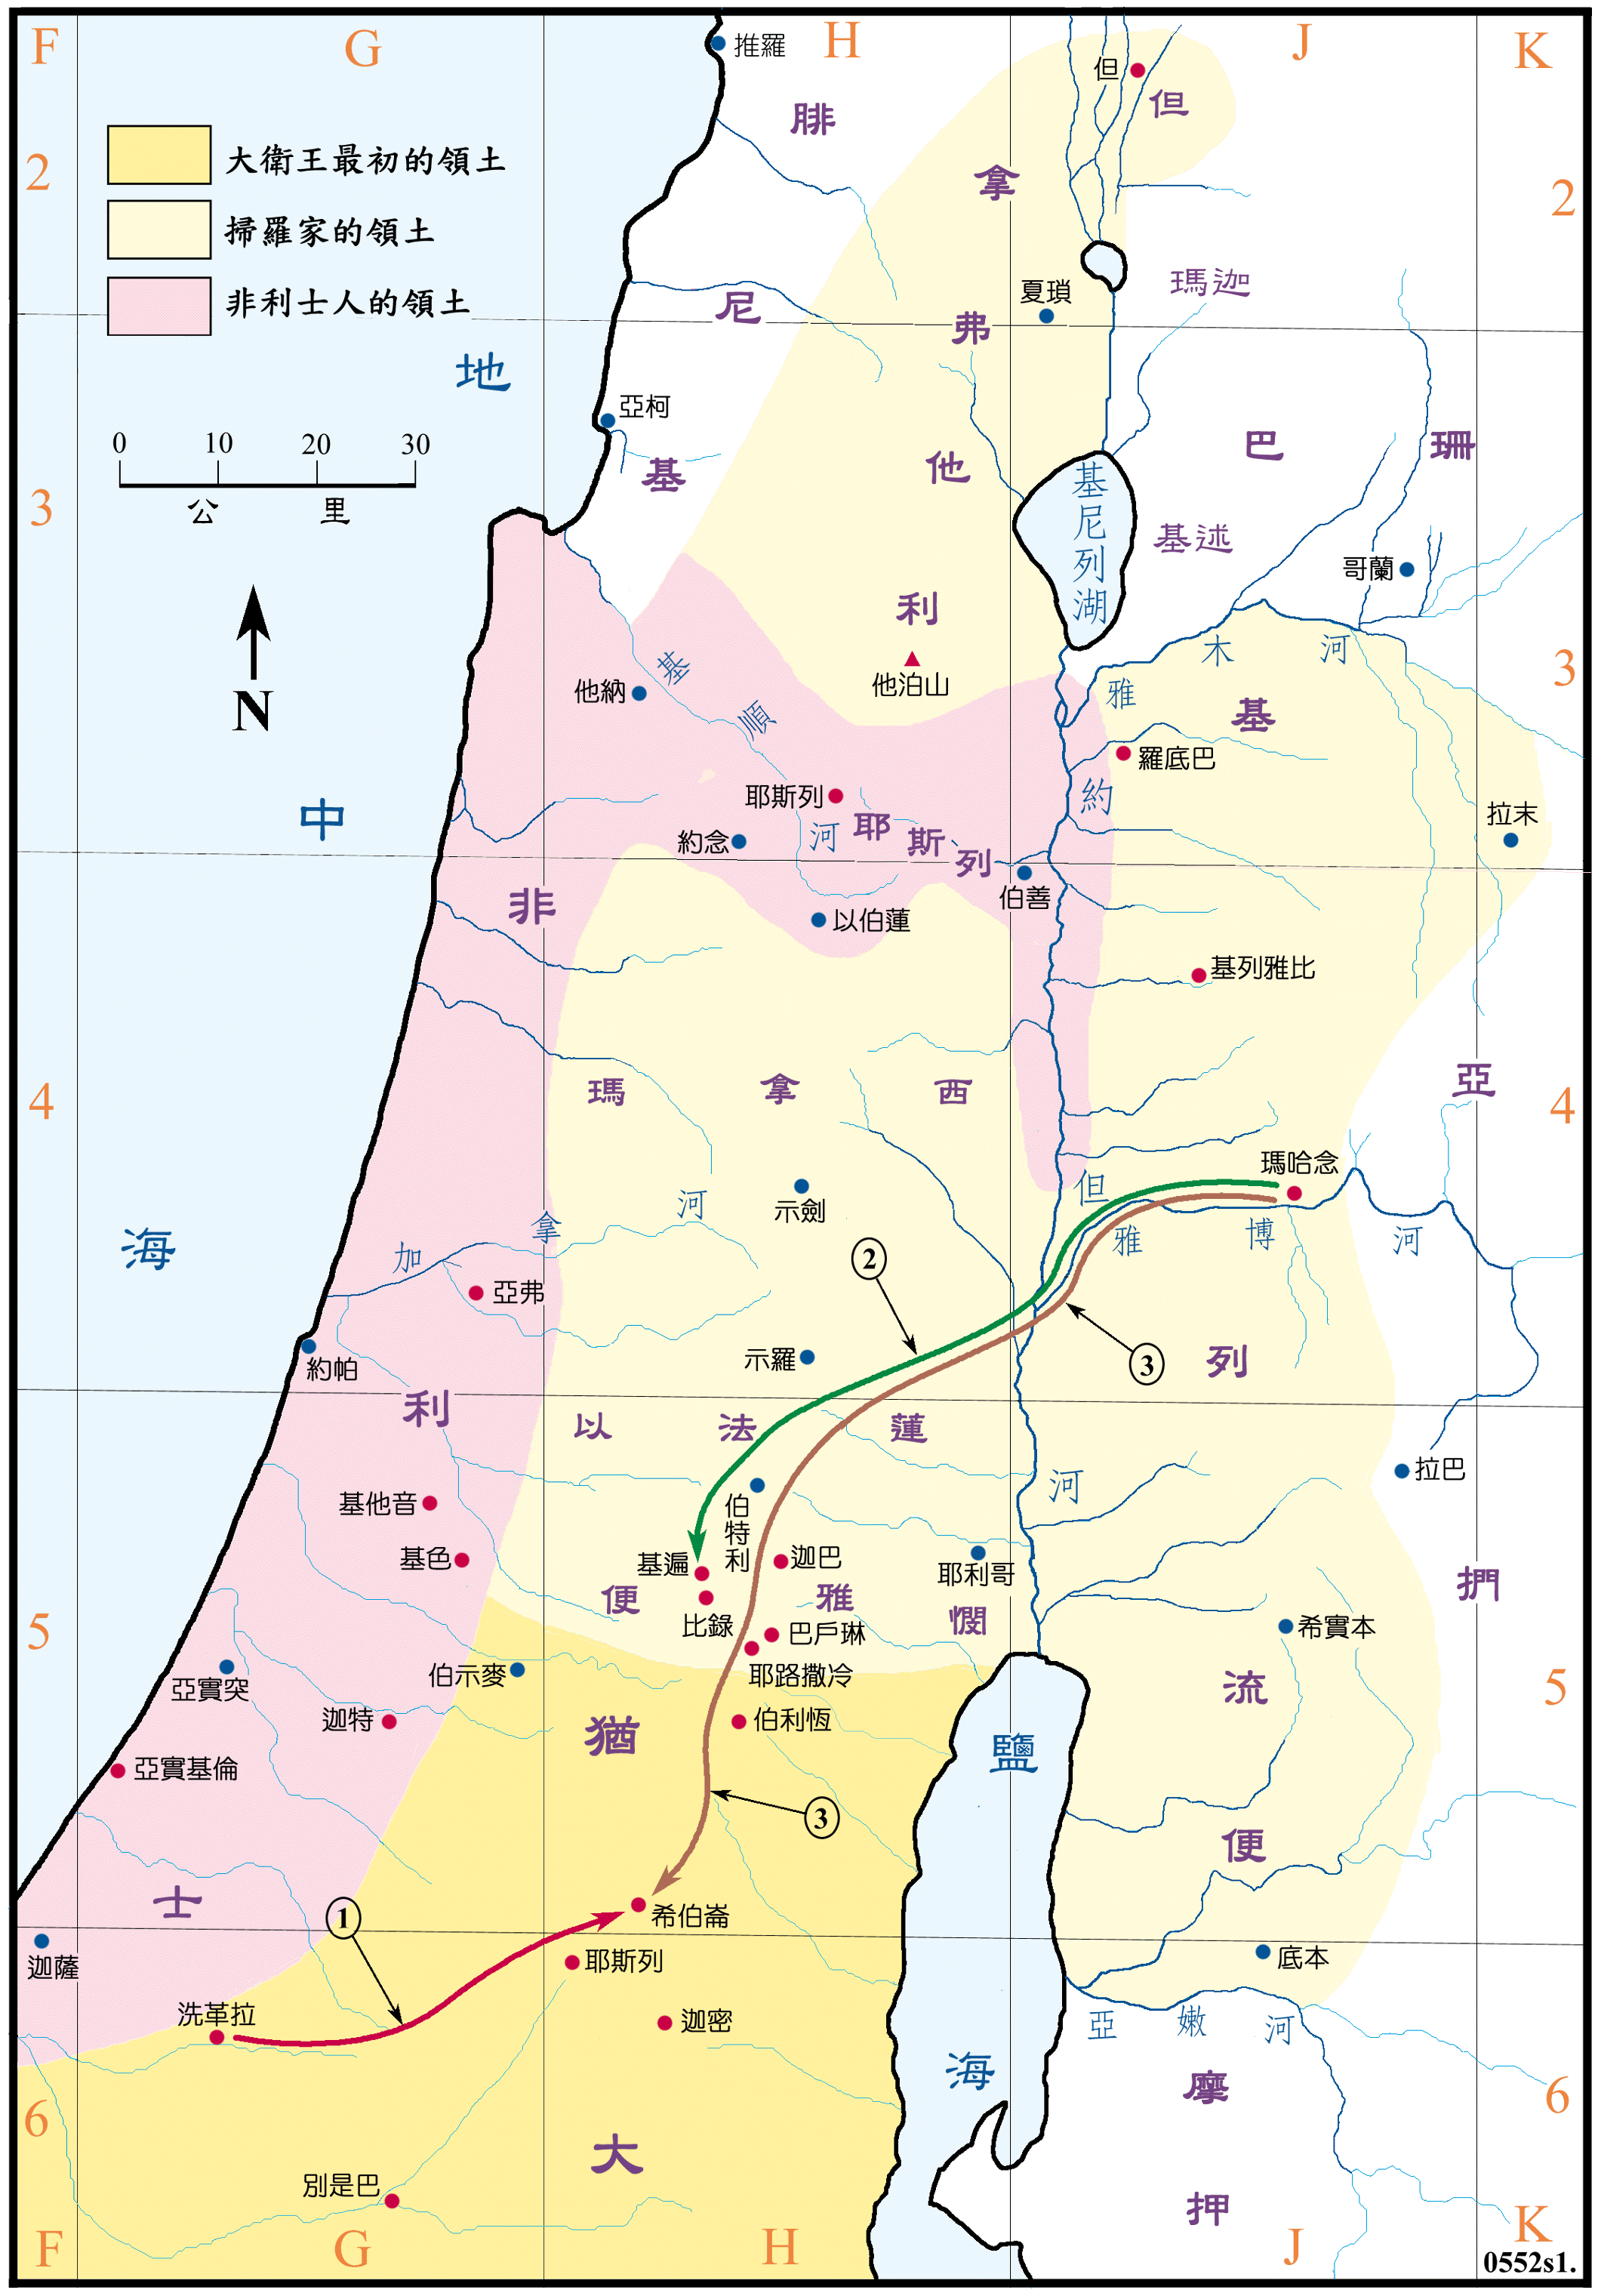 F
G
H
J
K
推羅
但
但
腓
大衛王最初的領土
2
拿
2
掃羅家的領土
夏瑣
瑪迦
非利士人的領土
尼
弗
地
亞柯
0 10 20 30
公里
基
他
基尼列湖
巴
珊
3
基述
哥蘭
利
N
他納
基
順
河
他泊山
雅
木
河
3
基
羅底巴
約
中
耶斯列
約念
耶
斯
列
拉末
伯善
非
以伯蓮
基列雅比
瑪
拿
西
4
亞
4
瑪哈念
但
示劍
河
拿
加
雅
博
河
海
2
亞弗
約帕
示羅
3
列
利
以
法
蓮
河
拉巴
基他音
伯特利
基色
基遍
迦巴
耶利哥
便
雅
憫
比錄
捫
5
巴戶琳
希實本
亞實突
伯示麥
耶路撒冷
5
迦特
猶
伯利恆
流
鹽
亞實基倫
3
便
士
1
希伯崙
迦薩
耶斯列
底本
洗革拉
迦密
亞
嫩
河
海
摩
6
6
大
別是巴
押
F
G
H
J
K
0552s1.